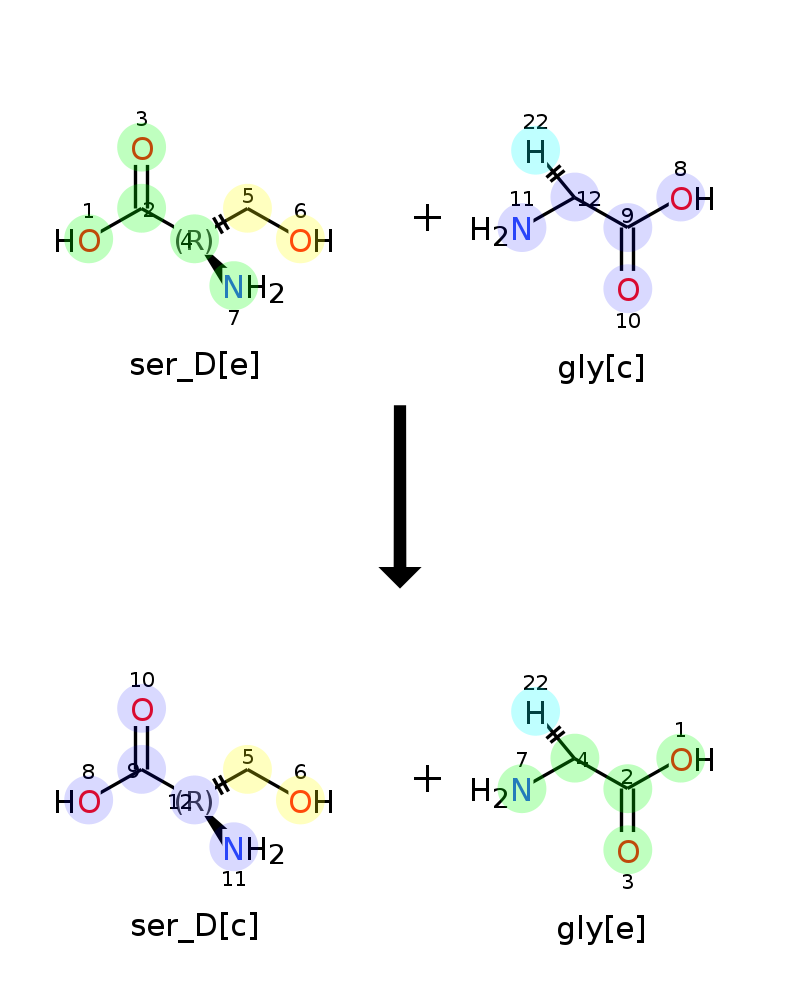 3
22
O
H
8
1
2
5
6
11
12
9
OH
HO
4
(R)
OH
+
H2N
NH2
O
7
10
ser_D[e]
gly[c]
10
22
O
H
1
8
9
5
6
7
4
2
OH
HO
12
(R)
OH
+
H2N
NH2
O
11
3
ser_D[c]
gly[e]